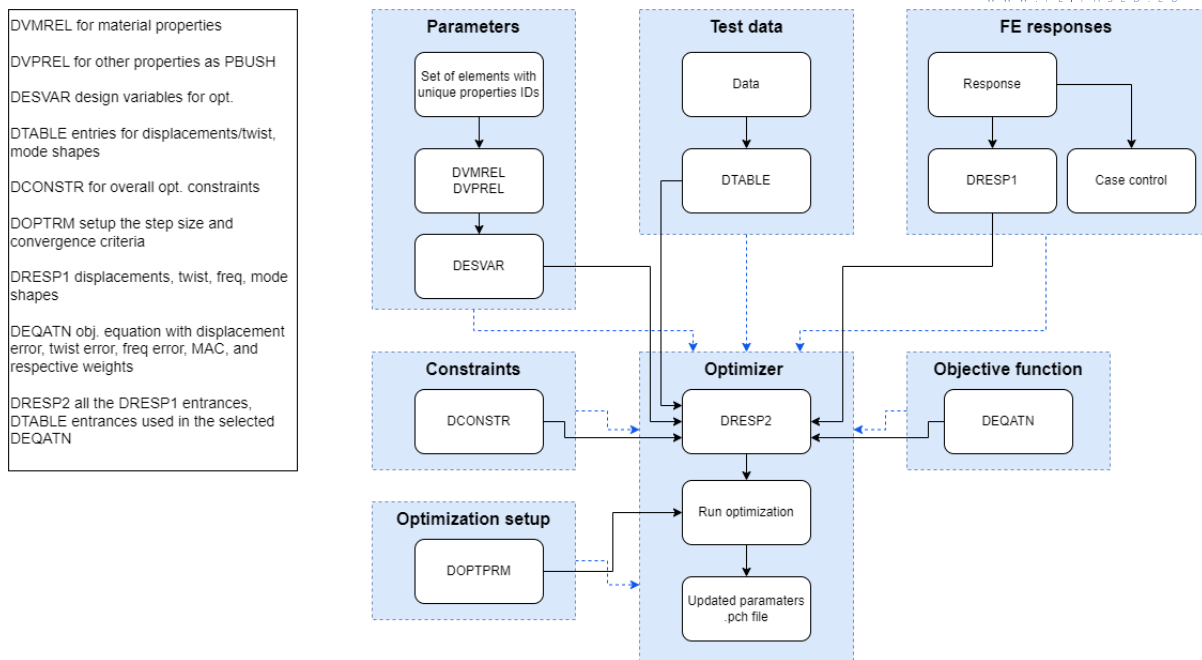 DVMREL for material properties
DVPREL for other properties as PBUSH
DESVAR design variables for opt.
DTABLE entries for displacements/twist,
mode shapes
DCONSTR for overall opt. constraints
DOPTRM setup the step size and
convergence criteria
DRESP1 displacements, twist, freq, mode
shapes
DEQATN obj. equation with displacement
error, twist error, freq error, MAC, and
respective weights
DRESP2 all the DRESP1 entrances,
DTABLE entrances used in the selected
DEQATN
Parameters
Set of elements with
unique properties IDs
DVMREL
DVPREL
DESVAR
Test data
Data
DTABLE
FE responses
Response
DRESP1
Case control
Constraints
DCONSTR
Optimizer
DRESP2
Run optimization
Updated paramaters
.pch file
Objective function
DEQATN
Optimization setup
DOPTPRM